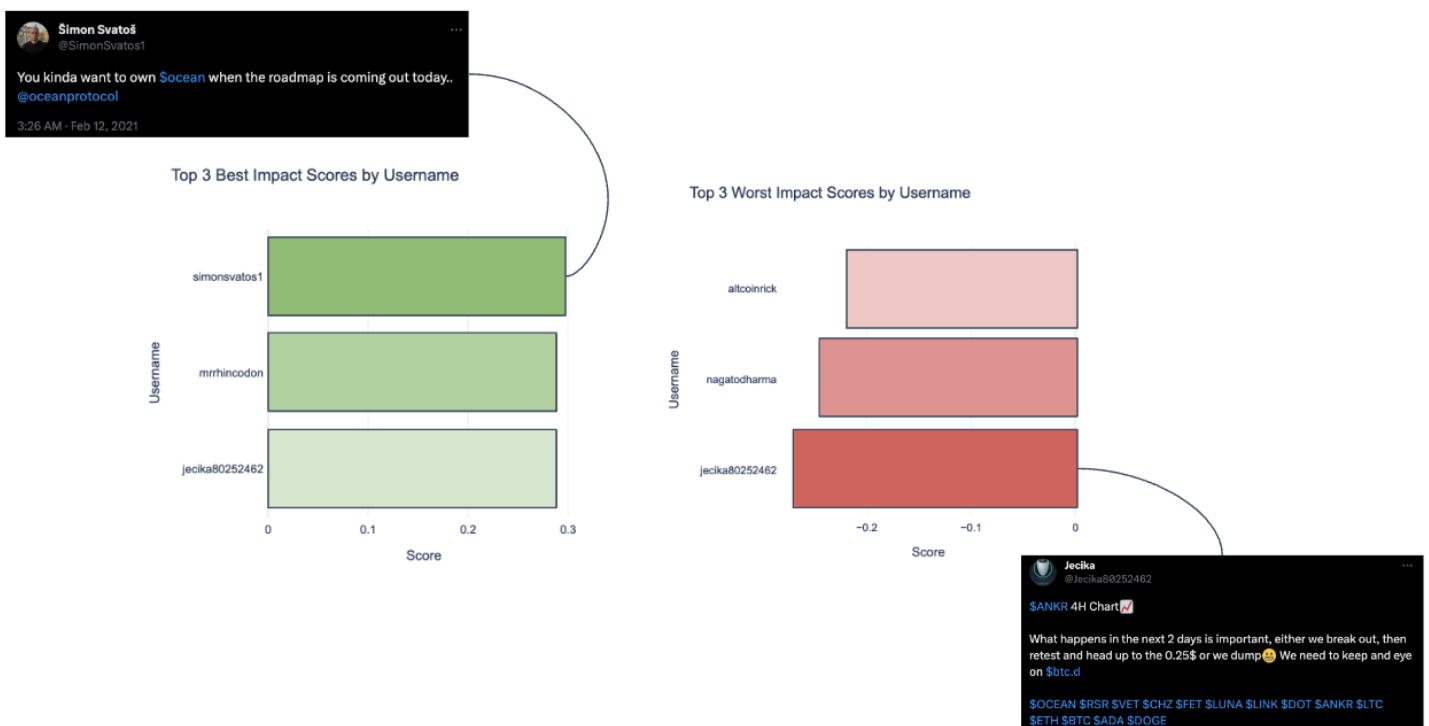 Šimon Svatoš
@SimonSvatos1
...
You kinda want to own $ocean when the roadmap is coming out today..
@oceanprotocol
3:26 AM · Feb 12, 2021
Top 3 Best Impact Scores by Username
simonsvatos1
mrrhincodon
jecika80252462
Username
0 0.1 0.2 0.3
Score
Top 3 Worst Impact Scores by Username
altcoinrick
nagatodharma
jecika80252462
Username
−0.2 −0.1 0
Score
Jecika
@Jecika80252462
...
$ANKR 4H Chart📈
What happens in the next 2 days is important, either we break out, then
retest and head up to the 0.25$ or we dump😬 We need to keep and eye
on $btc.d
$OCEAN $RSR $VET $CHZ $FET $LUNA $LINK $DOT $ANKR $LTC
$ETH $BTC $ADA $DOGE